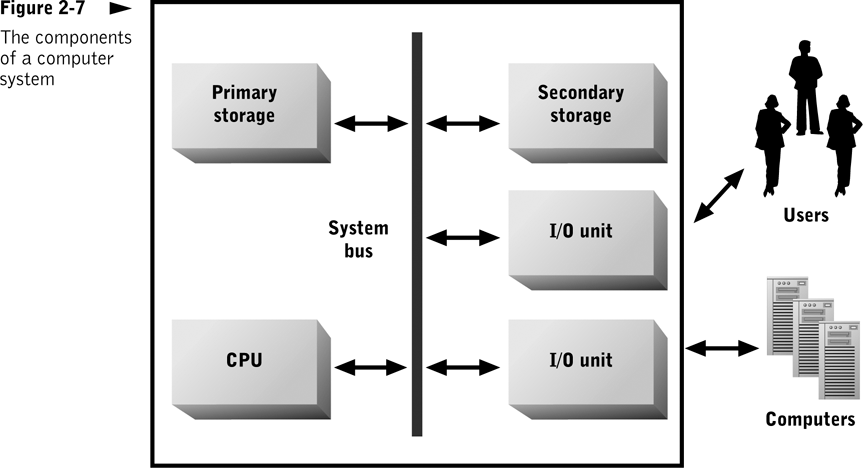 Figure 2-7
The components
of a computer
system
Primary
storage
Secondary
storage
System
bus
I/O unit
CPU
I/O unit
Users
Computers